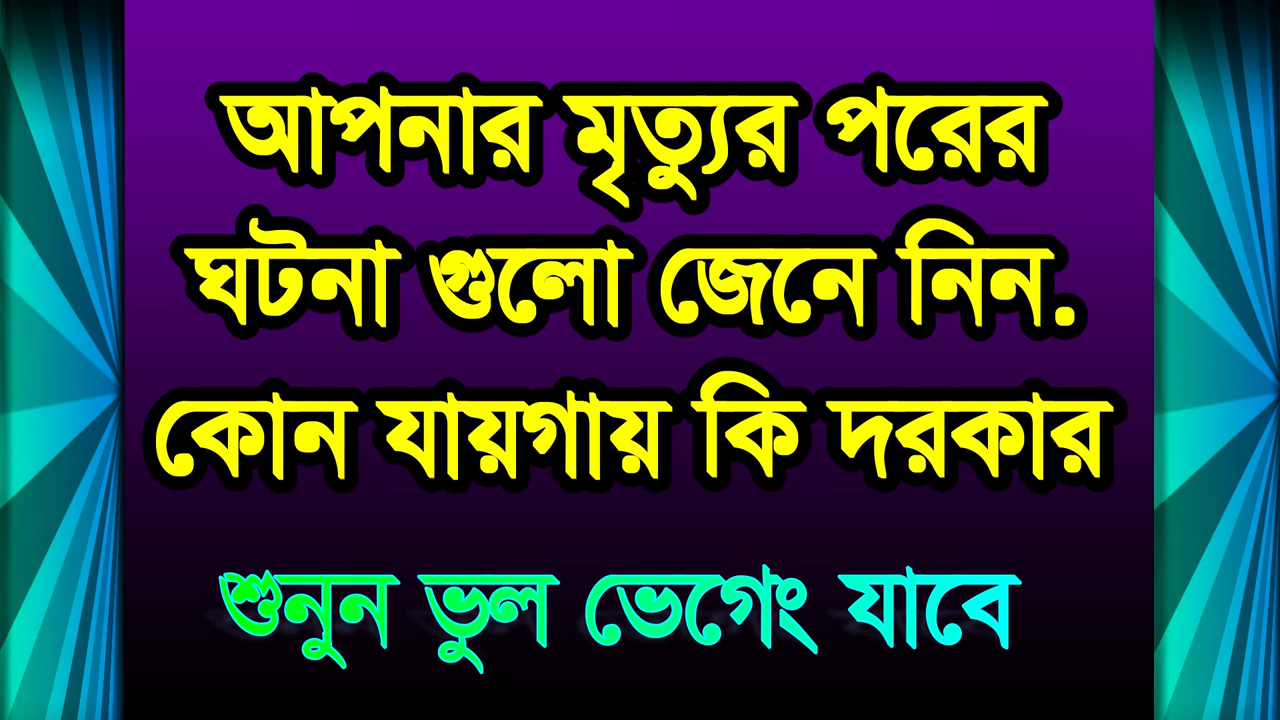 আপনার মৃত্যুর পরের
ঘটনা গুলো জেনে নিন.
কোন যায়গায় কি দরকার
শুনুন ভুল ভেগেং যাবে